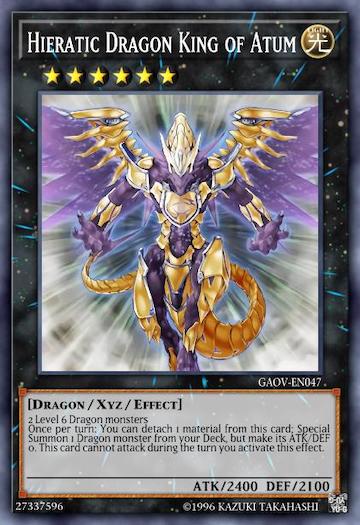 HIERATIC DRAGON KING OF ATUM
LIGHT
光
GAOV-EN047
[DRAGON/XYZ/EFFECT]
2 Level 6 Dragon monsters
Once per turn: You can detach 1 material from this card; Special
Summon 1 Dragon monster from your Deck, but make its ATK/DEF
0. This card cannot attack during the turn you activate this effect.
ATK/2400 DEF/2100
27337596
©1996 KAZUKI TAKAHASHI